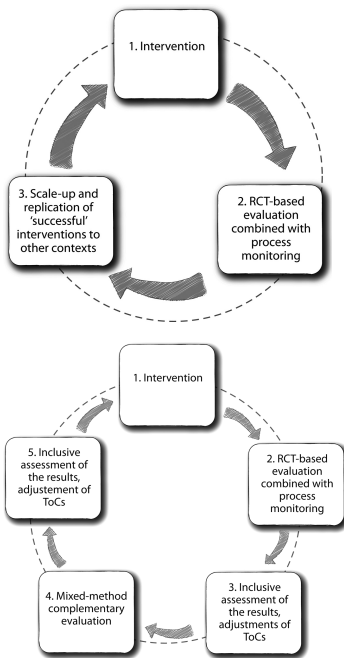 1. Intervention
2. RCT-based
evaluation
combined with
process
monitoring
3. Scale-up and
replication of
‘successful’
interventions to
other contexts
1. Intervention
2. RCT-based
evaluation
combined with
process
monitoring
3. Inclusive
assessment of
the results,
adjustments of
ToCs
4. Mixed-method
complementary
evaluation
5. Inclusive
assessment of
the results,
adjustement of
ToCs